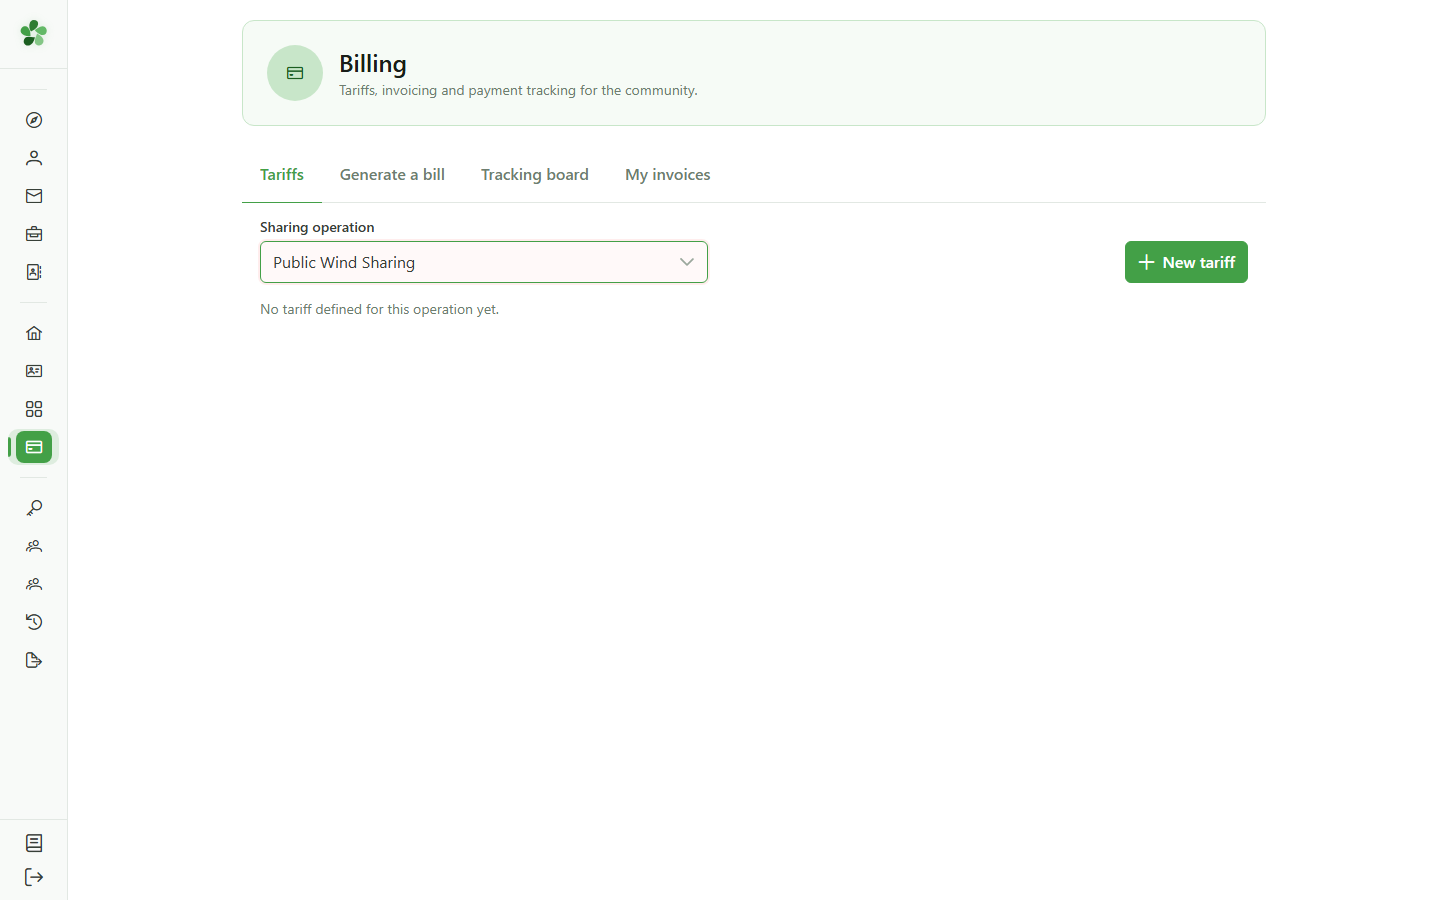 Billing
Tariffs, invoicing and payment tracking for the community.
Tariffs
Generate a bill
Tracking board
My invoices
Sharing operation
Public Wind Sharing
New tariff
No tariff defined for this operation yet.